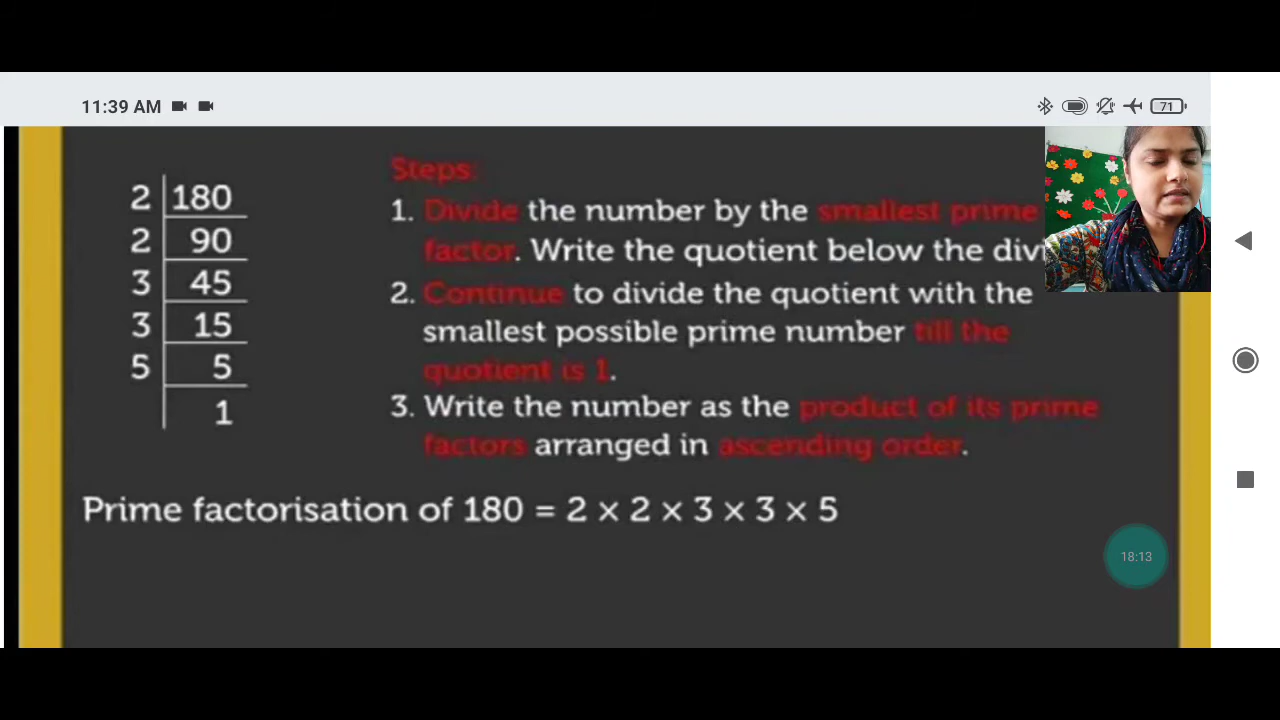 11:39 AM
71
2 180
2 90
3 45
3 15
5 5
1
Steps:
1. Divide the number by the smallest prime
factor. Write the quotient below the
2. Continue to divide the quotient with the
smallest possible prime number till the
quotient is 1.
3. Write the number as the product of its prime
factors arranged in ascending order.
Prime factorisation of 180 = 2 × 2 × 3 × 3 × 5
18:13